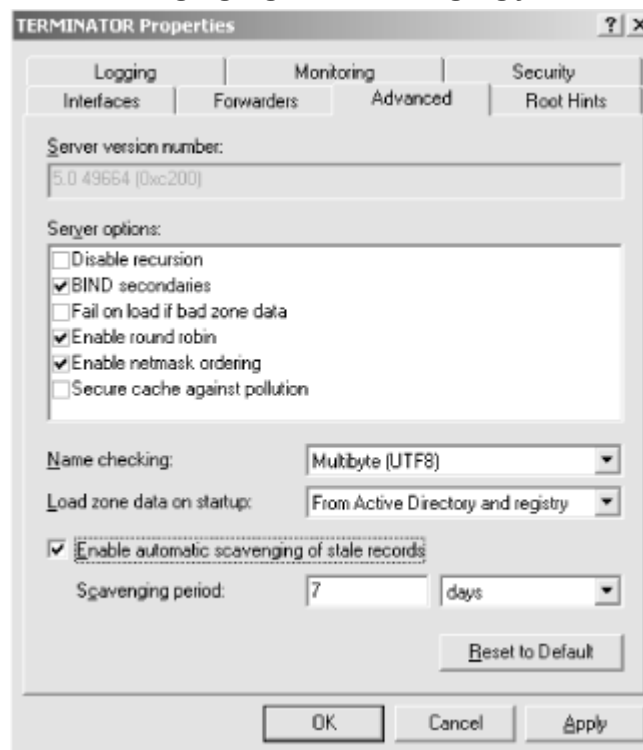 TERMINATOR Properties
? X
Logging Monitoring Security
Interfaces Forwarders Advanced Root Hints
Server version number:
5.0 49664 (0xc200)
Server options:
Disable recursion
BIND secondaries
Fail on load if bad zone data
Enable round robin
Enable netmask ordering
Secure cache against pollution
Name checking: Multibyte (UTF8)
Load zone data on startup: From Active Directory and registry
Enable automatic scavenging of stale records
Scavenging period: 7 days
Reset to Default
OK Cancel Apply